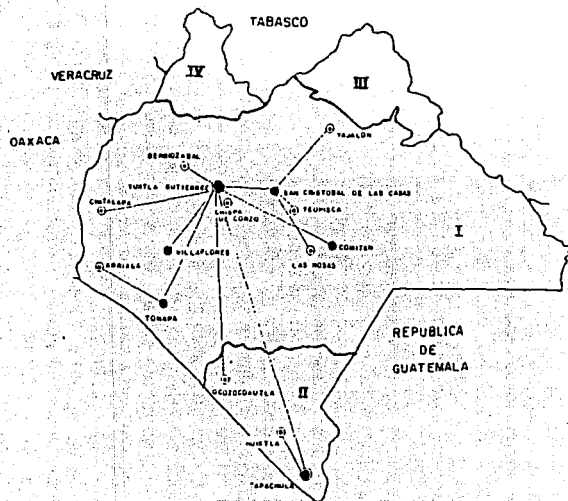 TABASCO
VERACRUZ
IV
III
OAXACA
YAJALON
BERRIOZABAL
TUXTLA GUTIERREZ
SAN CRISTOBAL DE LAS CASAS
CHIAPA
DE CORZO
TEOPISCA
CINTALAPA
I
VILLAFLORES
COMITAN
LAS ROSAS
ARRIAGA
TONALA
REPUBLICA
DE
GUATEMALA
OCOZOCOAUTLA
II
HUIXTLA
TAPACHULA